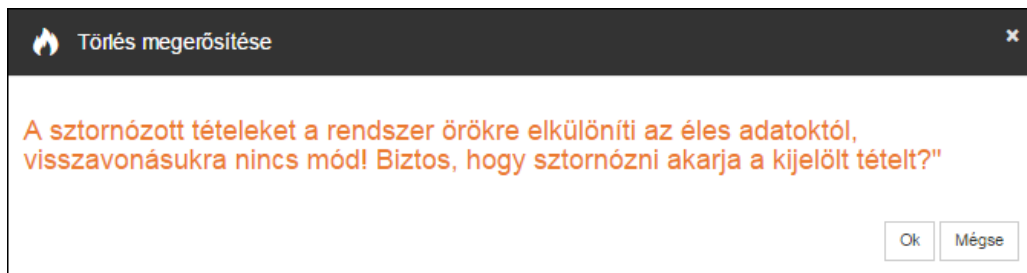 Törlés megerősítése
A sztornózott tételeket a rendszer örökre elkülöníti az éles adatoktól,
visszavonásukra nincs mód! Biztos, hogy sztornózni akarja a kijelölt tételt?"
Ok Mégse